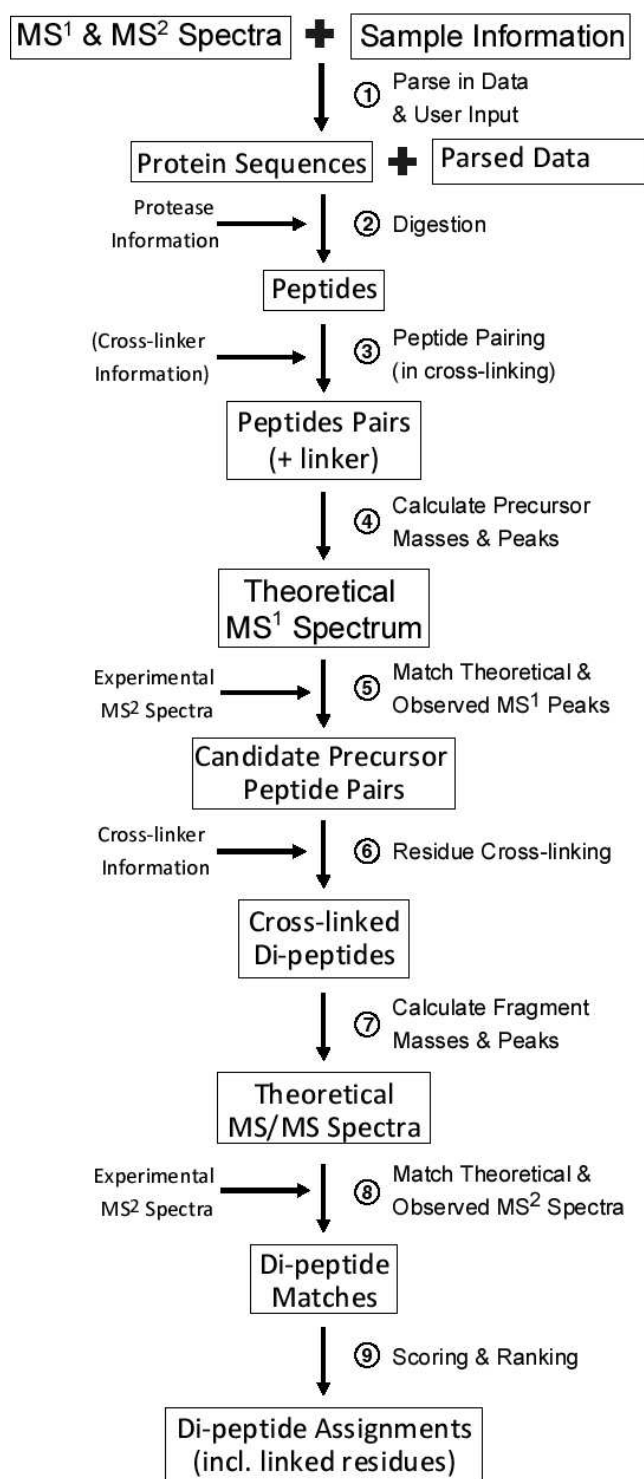 MS¹ & MS² Spectra + Sample Information
① Parse in Data
& User Input
Protein Sequences + Parsed Data
Protease
Information
② Digestion
Peptides
(Cross-linker
Information)
③ Peptide Pairing
(in cross-linking)
Peptides Pairs
(+ linker)
④ Calculate Precursor
Masses & Peaks
Theoretical
MS¹ Spectrum
Experimental
MS² Spectra
⑤ Match Theoretical &
Observed MS¹ Peaks
Candidate Precursor
Peptide Pairs
Cross-linker
Information
⑥ Residue Cross-linking
Cross-linked
Di-peptides
⑦ Calculate Fragment
Masses & Peaks
Theoretical
MS/MS Spectra
Experimental
MS² Spectra
⑧ Match Theoretical &
Observed MS² Spectra
Di-peptide
Matches
⑨ Scoring & Ranking
Di-peptide Assignments
(incl. linked residues)